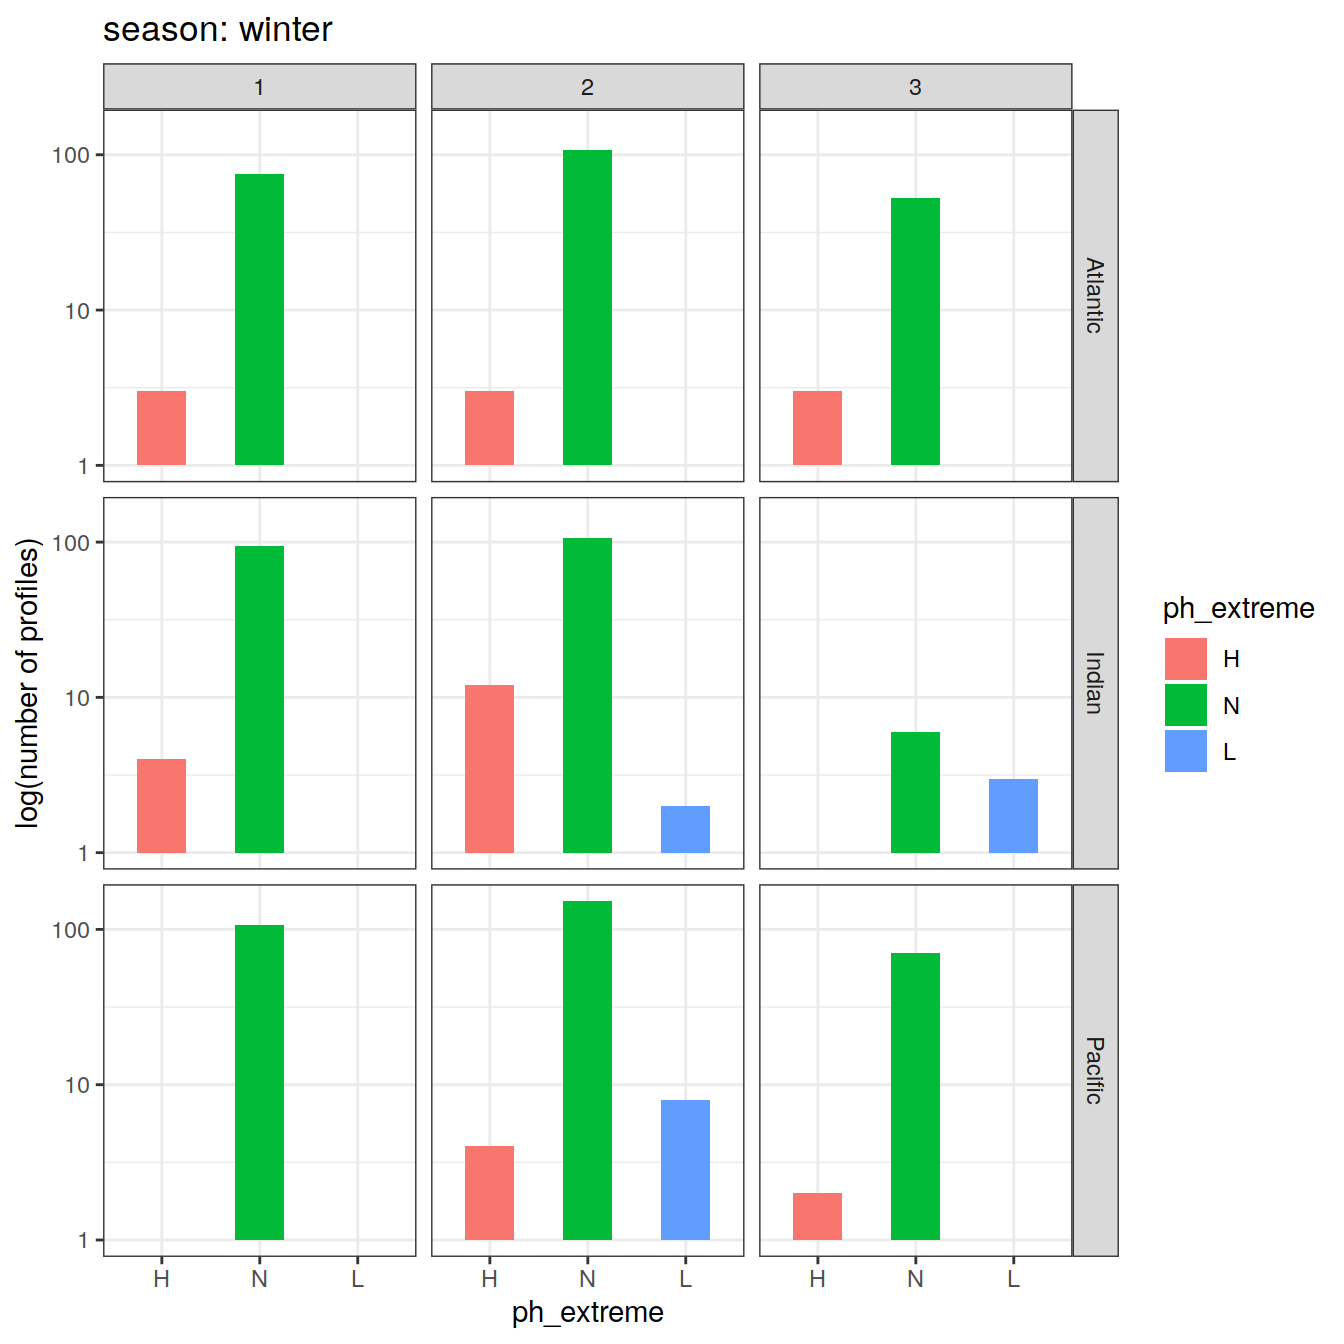 season: winter
1 2 3
100
10
1
Atlantic
100
10
1
Indian
100
10
1
Pacific
H N L H N L H N L
ph_extreme
log(number of profiles)
ph_extreme
H
N
L